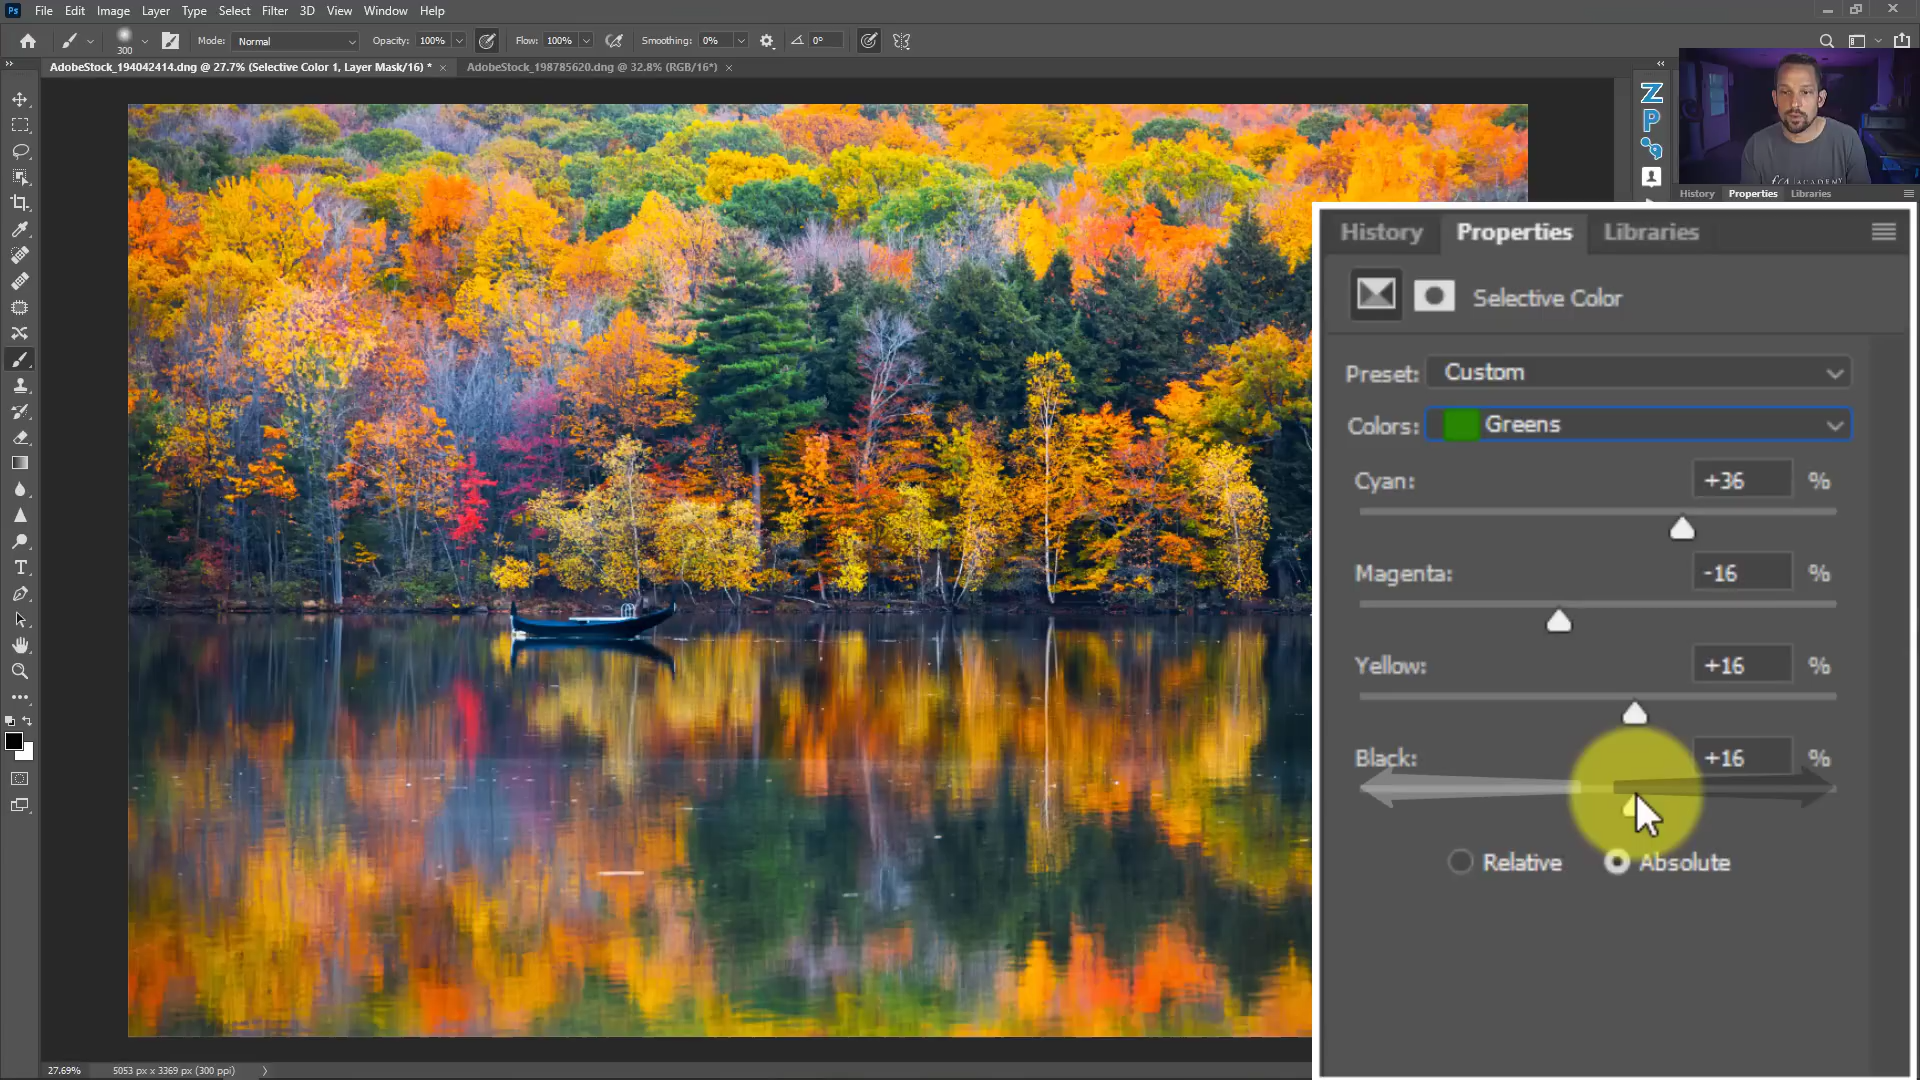 Ps File Edit Image Layer Type Select Filter 3D View Window Help
300 Mode: Normal Opacity: 100% Flow: 100% Smoothing: 0% 0°
AdobeStock_194042414.dng @ 27.7% (Selective Color 1, Layer Mask/16) * × AdobeStock_198785620.dng @ 32.8% (RGB/16*) ×
Z
P
ACADEMY
History Properties Libraries
History Properties Libraries
Selective Color
Preset: Custom
Colors: Greens
Cyan: +36 %
Magenta: -16 %
Yellow: +16 %
Black: +16 %
Relative Absolute
27.69% 5053 px x 3369 px (300 ppi)